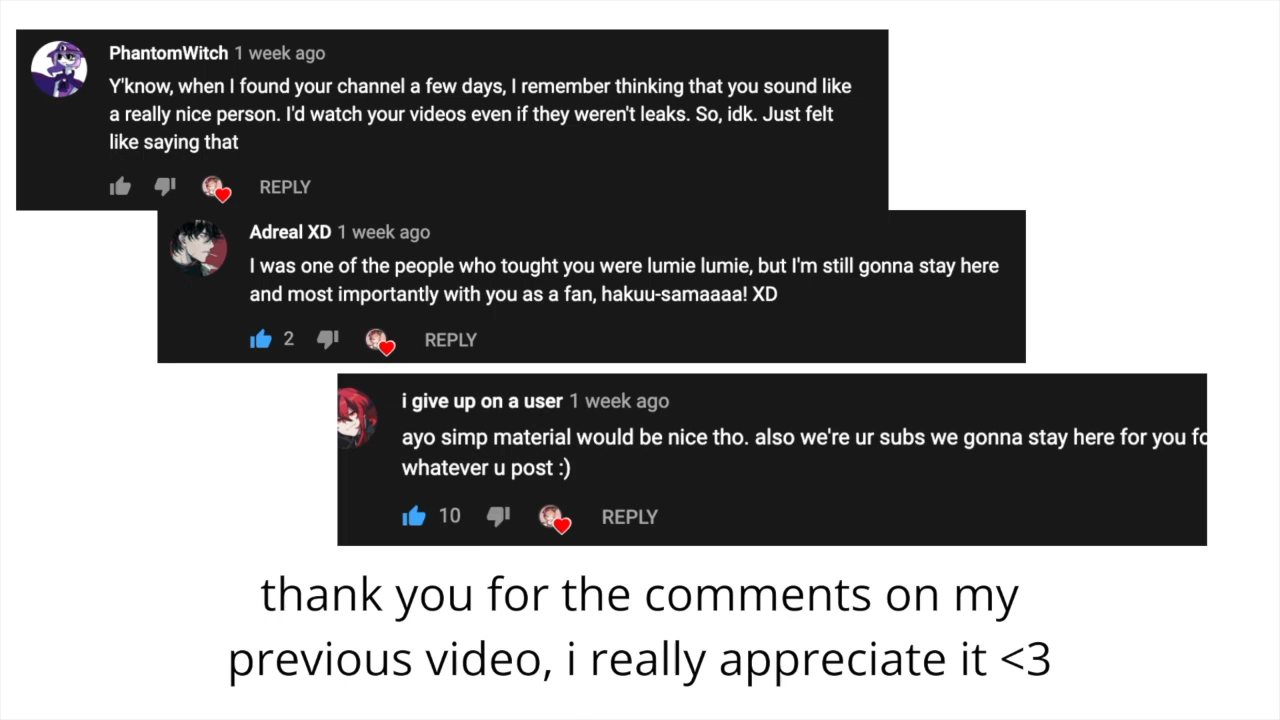 PhantomWitch 1 week ago
Y'know, when I found your channel a few days, I remember thinking that you sound like
a really nice person. I'd watch your videos even if they weren't leaks. So, idk. Just felt
like saying that
REPLY
Adreal XD 1 week ago
I was one of the people who tought you were lumie lumie, but I'm still gonna stay here
and most importantly with you as a fan, hakuu-samaaaa! XD
2 REPLY
i give up on a user 1 week ago
ayo simp material would be nice tho. also we're ur subs we gonna stay here for you fo
whatever u post :)
10 REPLY
thank you for the comments on my
previous video, i really appreciate it <3